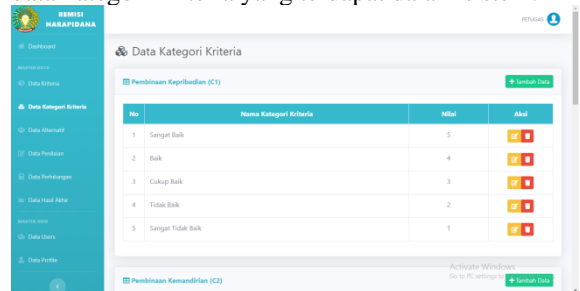 REMISI
NARAPIDANA
PETUGAS
Dashboard
Data Kategori Kriteria
MASTER DATA
Data Kriteria
Pembinaan Kepribadian (C1)
+ Tambah Data
Data Kategori Kriteria
No Nama Kategori Kriteria Nilai Aksi
Data Alternatif
1 Sangat Baik 5
Data Penilaian
2 Baik 4
Data Perhitungan
3 Cukup Baik 3
Data Hasil Akhir
4 Tidak Baik 2
MASTER USER
5 Sangat Tidak Baik 1
Data Users
Data Profile
Activate Windows
Go to PC settings to
Pembinaan Kemandirian (C2)
+ Tambah Data